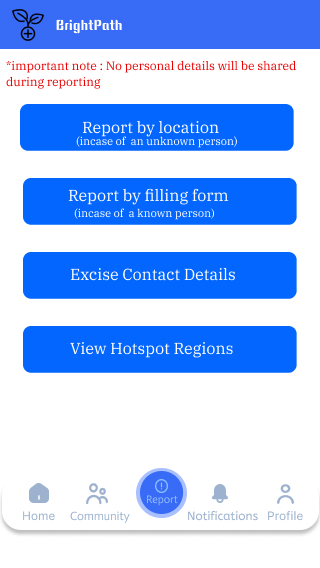 BrightPath
*important note : No personal details will be shared
during reporting
Report by location
(incase of an unknown person)
Report by filling form
(incase of a known person)
Excise Contact Details
View Hotspot Regions
Home
Community
Report
Notifications
Profile